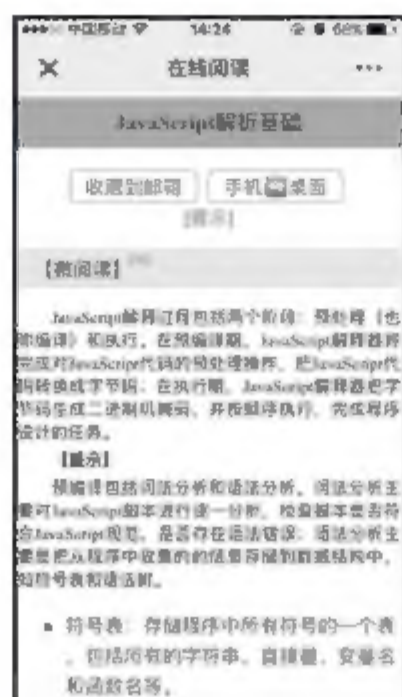 中国移动 14:24 68%
在线阅读
JavaScript解析基础
收藏到邮箱 手机 桌面
[提示]
【微阅读】
JavaScript解释过程包括两个阶段：预处理（也
称预编译）和执行。在预编译期，JavaScript解释器将
完成对JavaScript代码的预处理操作，把JavaScript代
码转换成字节码；在执行期，JavaScript解释器把字
节码生成二进制机器码，并按顺序执行，完成程序
设计的任务。
【提示】
预编译包括词法分析和语法分析。词法分析主
要对JavaScript脚本进行逐一分析，检查脚本是否符
合JavaScript规范，是否存在语法错误；语法分析主
要是把从程序中收集的的信息存储到数据结构中，
如符号表和语法树。
符号表：存储程序中所有符号的一个表
，包括所有的字符串、直接量、变量名
和函数名等。